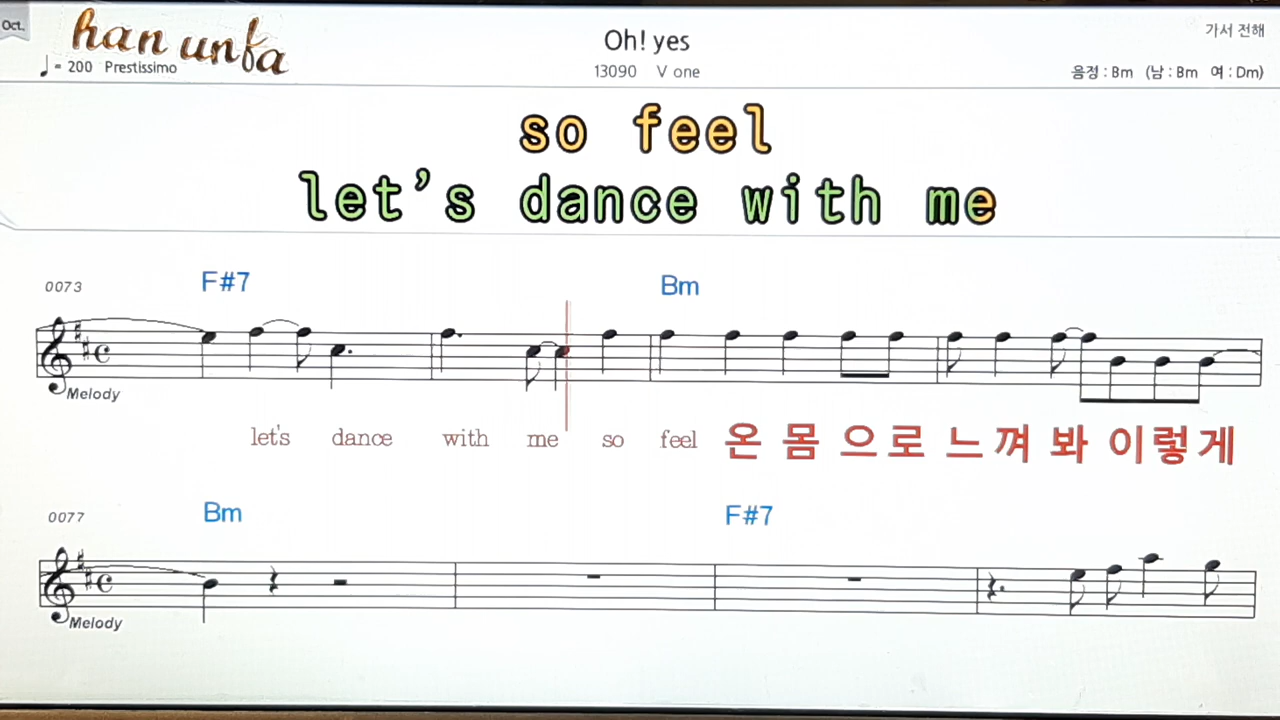 Oct.
han unfa
Oh! yes
가서 전해
♩= 200 Prestissimo
13090 V one
음정 : Bm (남 : Bm 여 : Dm)
so feel
let's dance with me
0073
F#7
Bm
Melody
let's dance with me so feel 온 몸 으 로 느 껴 봐 이 렇 게
0077
Bm
F#7
Melody